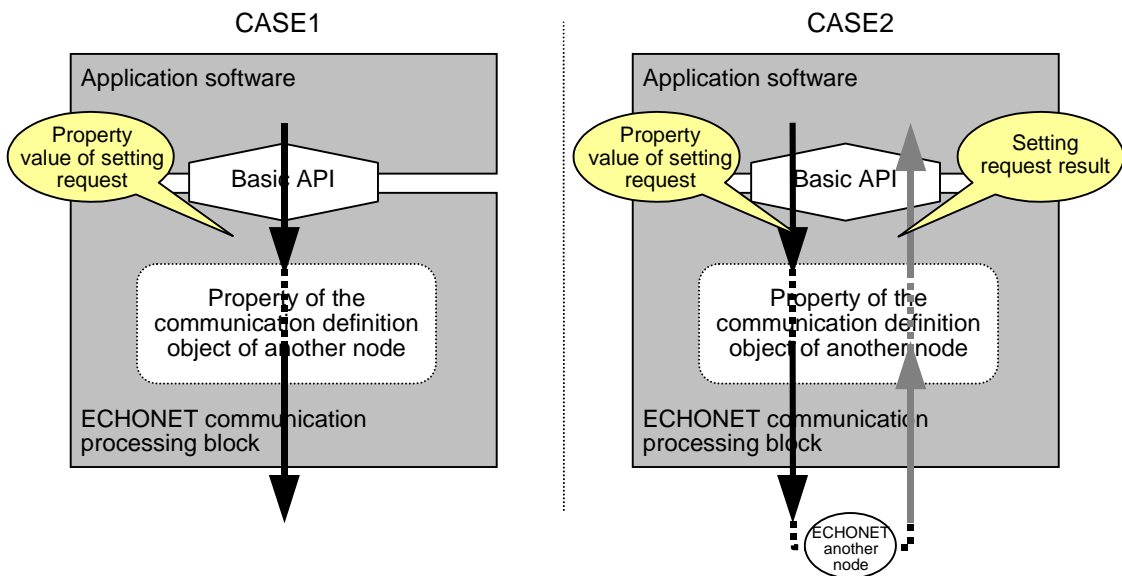 CASE1
Application software
Property
value of setting
request
Basic API
Property of the
communication definition
object of another node
ECHONET communication
processing block
CASE2
Application software
Property
value of setting
request
Basic API
Setting
request result
Property of the
communication definition
object of another node
ECHONET communication
processing block
ECHONET
another
node